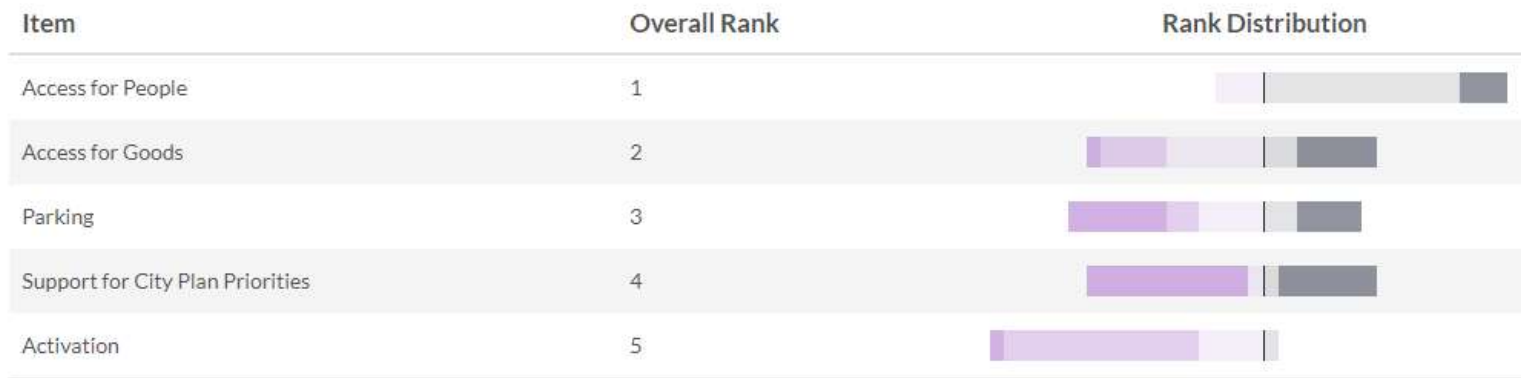 Item Overall Rank Rank Distribution
Access for People 1
Access for Goods 2
Parking 3
Support for City Plan Priorities 4
Activation 5